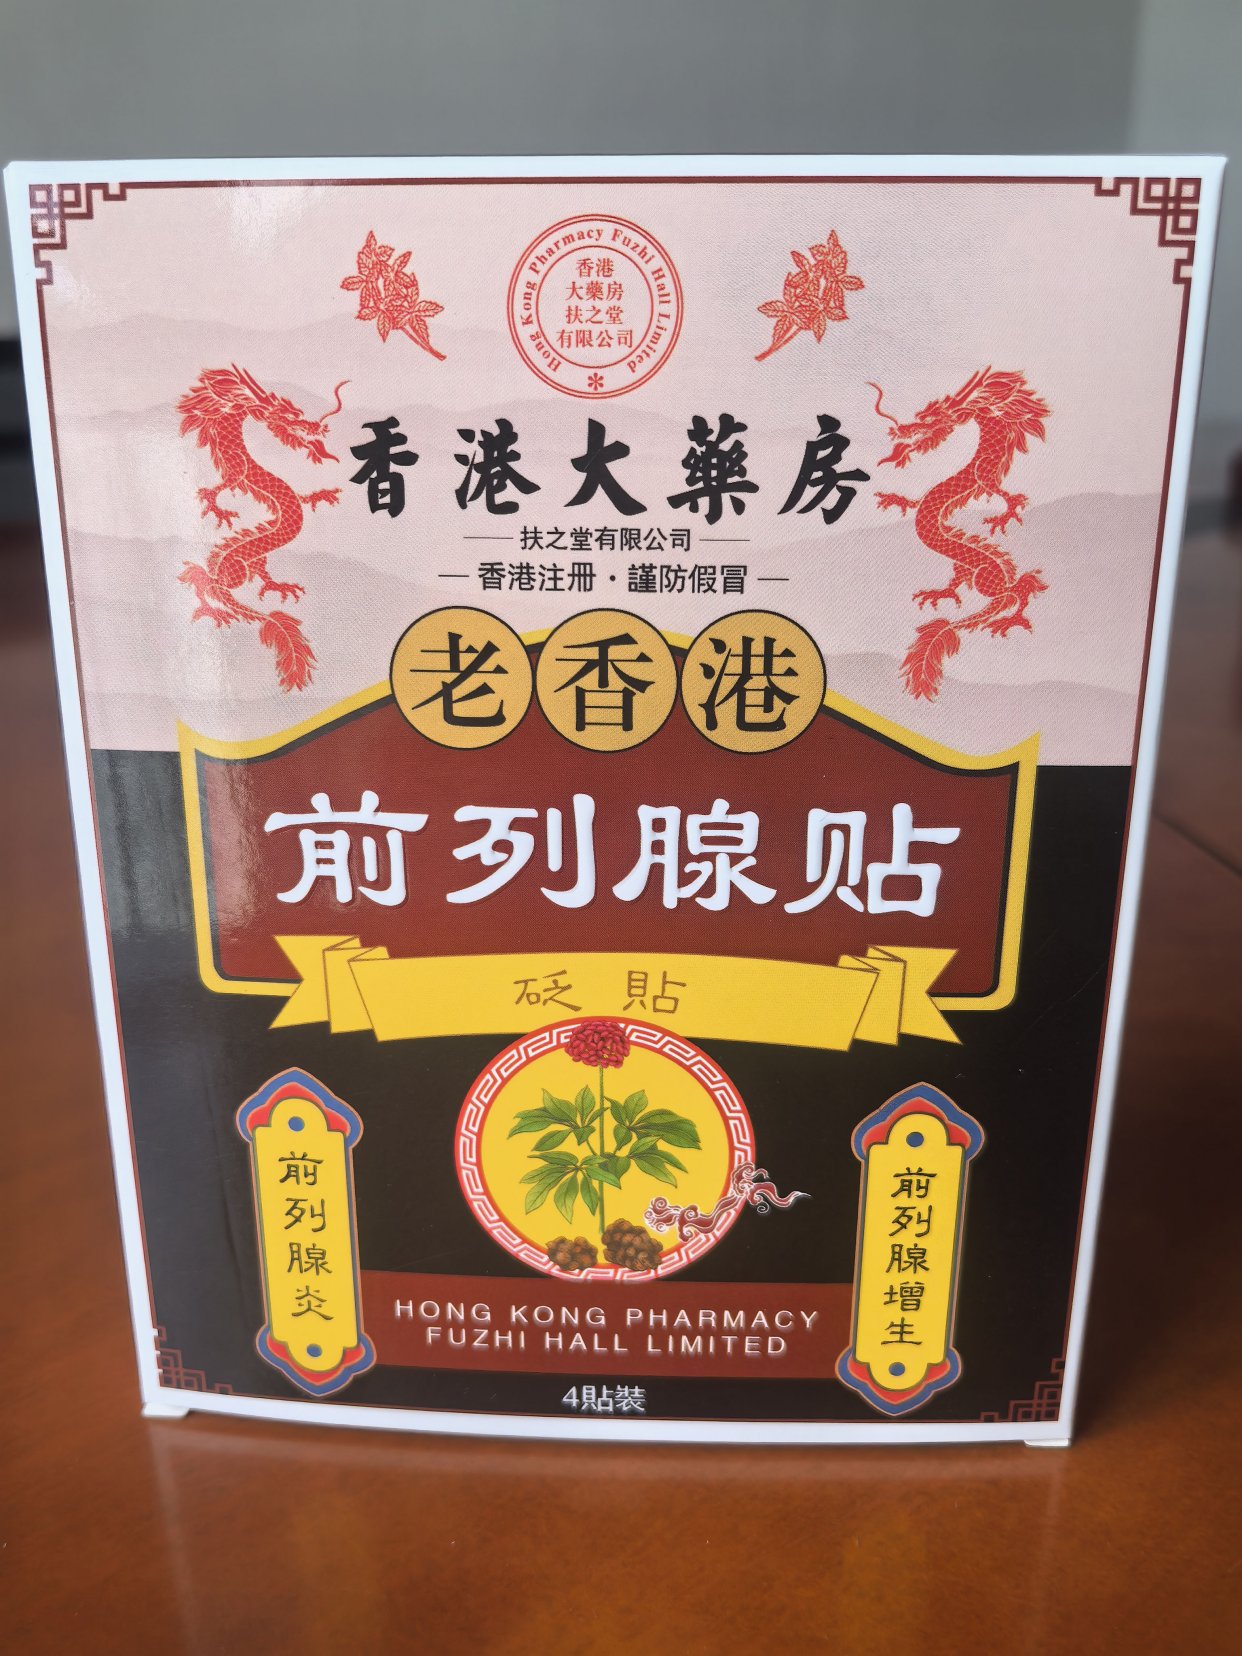 Hong Kong Pharmacy Fuzhi Hall Limited
香港
大藥房
扶之堂
有限公司
香港大藥房
扶之堂有限公司
香港注冊・謹防假冒
老香港
前列腺贴
砭貼
前列腺炎
前列腺增生
HONG KONG PHARMACY
FUZHI HALL LIMITED
4貼裝